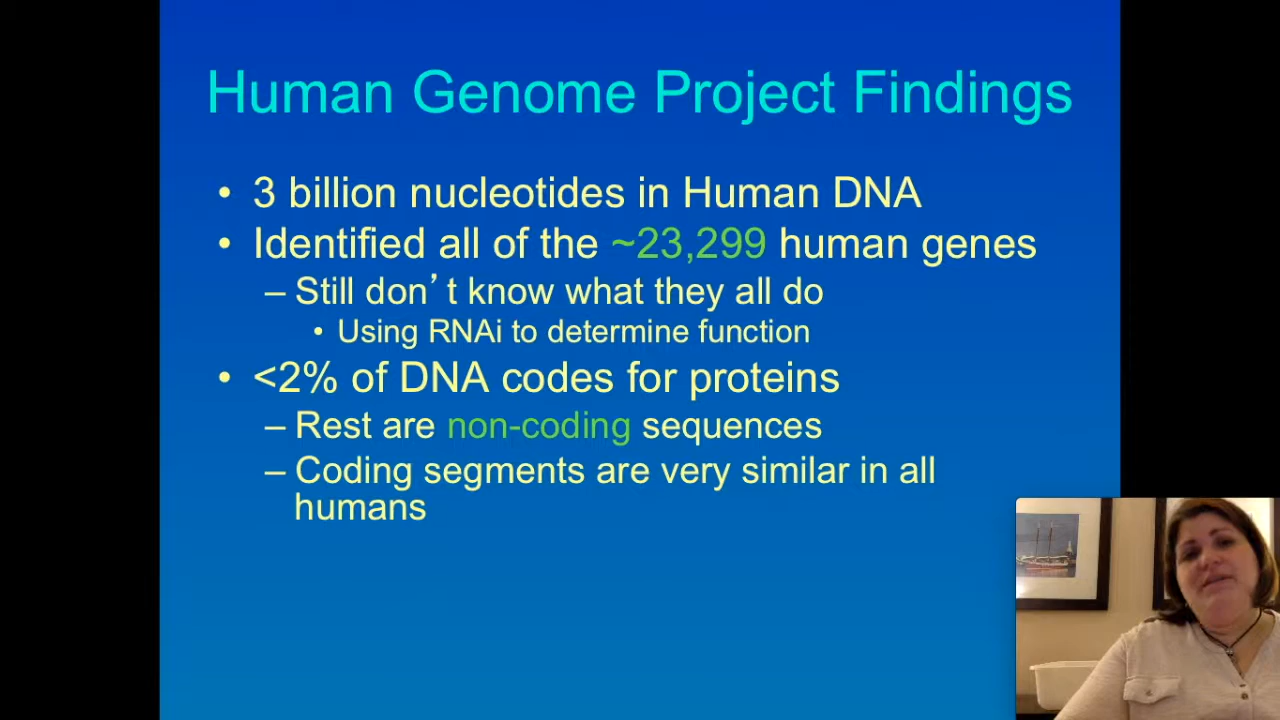 Human Genome Project Findings
• 3 billion nucleotides in Human DNA
• Identified all of the ~23,299 human genes
– Still don’t know what they all do
• Using RNAi to determine function
• <2% of DNA codes for proteins
– Rest are non-coding sequences
– Coding segments are very similar in all
humans